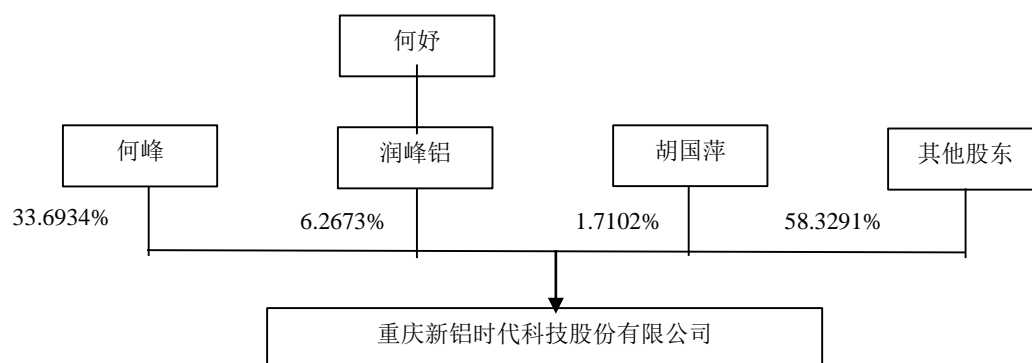 何妤
何峰
润峰铝
胡国萍
其他股东
33.6934%
6.2673%
1.7102%
58.3291%
重庆新铝时代科技股份有限公司